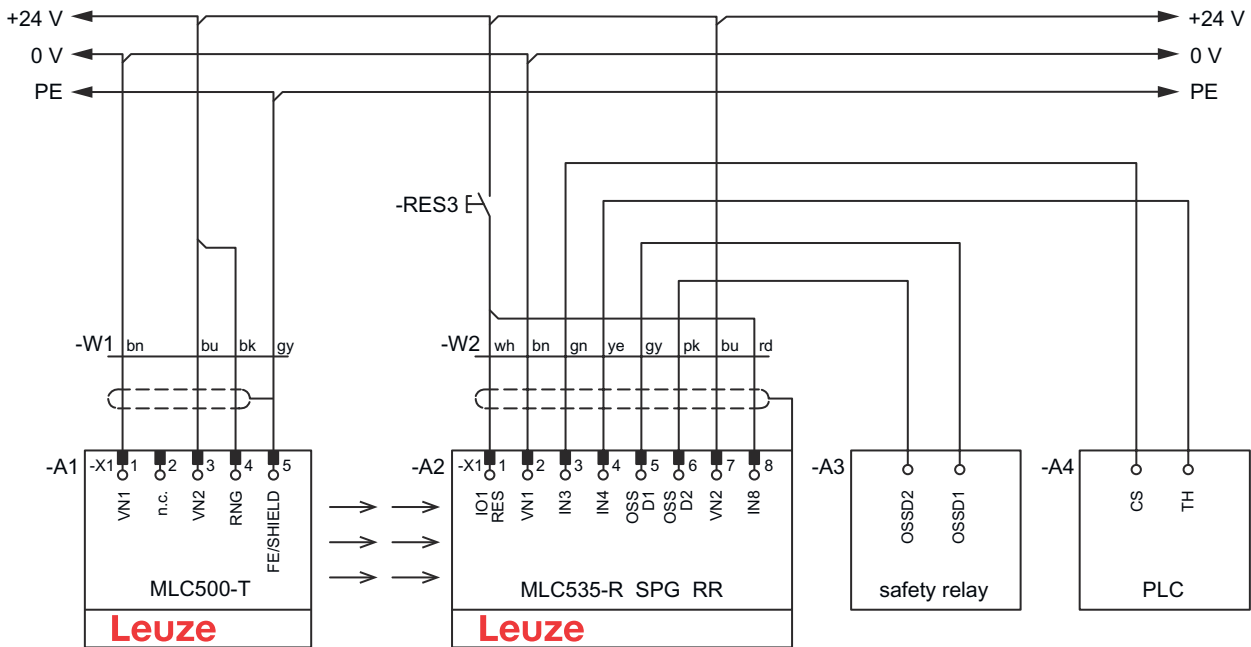 +24 V +24 V
0 V 0 V
PE PE
-RES3
-W1 bn bu bk gy -W2 wh bn gn ye gy pk bu rd
-A1 -X1 1 2 3 4 5 -A2 -X1 1 2 3 4 5 6 7 8 -A3 -A4
VN1
n.c.
VN2
RNG
FE/SHIELD
IO1
RES
VN1
IN3
IN4
OSS
D1
OSS
D2
VN2
IN8
OSSD2
OSSD1
CS
TH
MLC500-T MLC535-R SPG RR safety relay PLC
Leuze Leuze